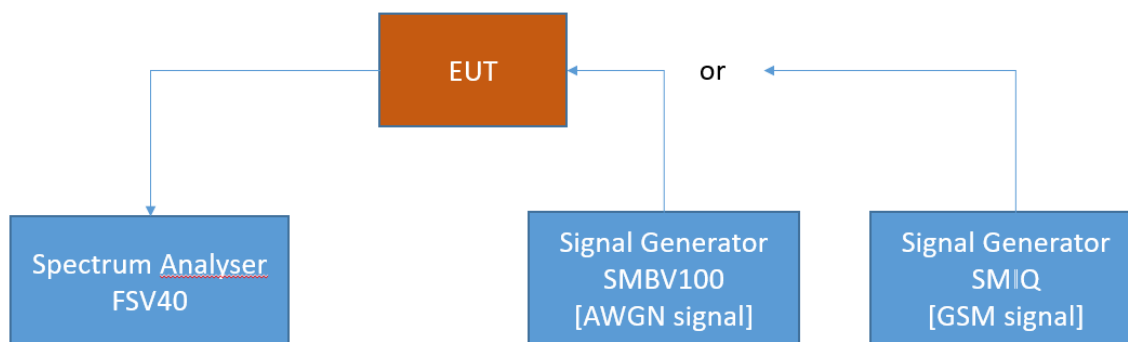 EUT
or
Spectrum Analyser
FSV40
Signal Generator
SMBV100
[AWGN signal]
Signal Generator
SMIQ
[GSM signal]